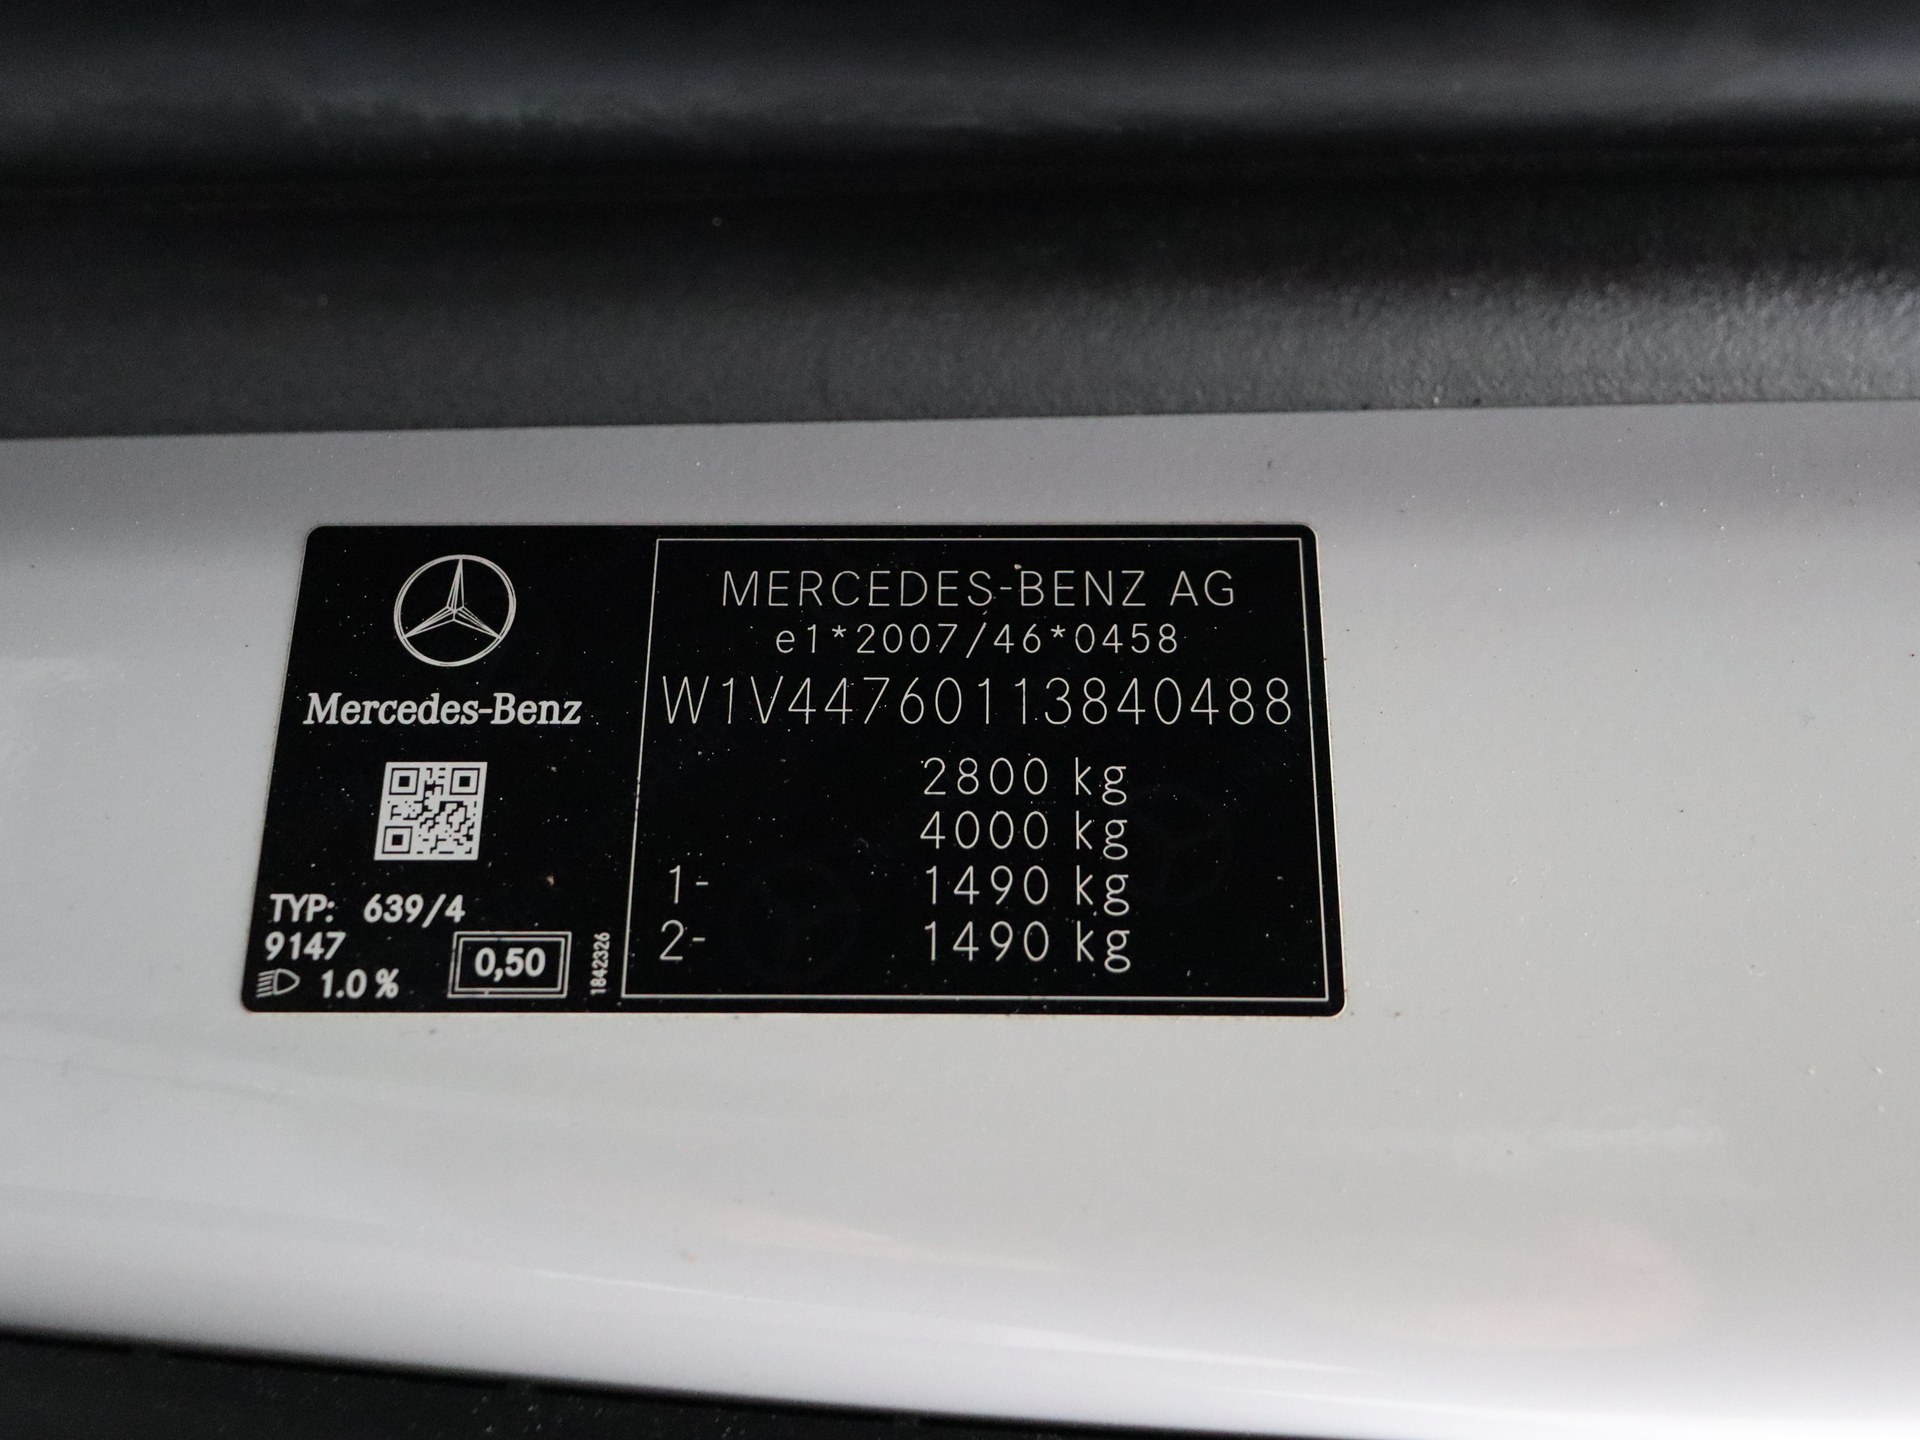 Mercedes-Benz
TYP: 639/4
9147
1.0 %
0,50
1842326
MERCEDES-BENZ AG
e1*2007/46*0458
W1V44760113840488
2800 kg
4000 kg
1- 1490 kg
2- 1490 kg